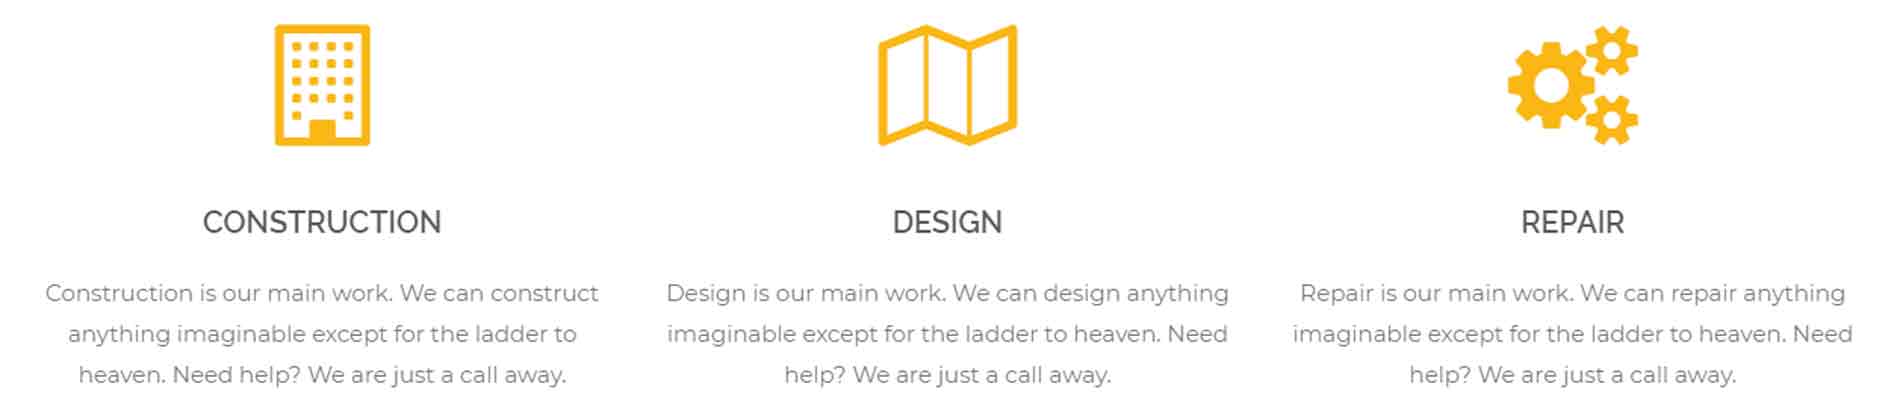 CONSTRUCTION
Construction is our main work. We can construct
anything imaginable except for the ladder to
heaven. Need help? We are just a call away.
DESIGN
Design is our main work. We can design anything
imaginable except for the ladder to heaven. Need
help? We are just a call away.
REPAIR
Repair is our main work. We can repair anything
imaginable except for the ladder to heaven. Need
help? We are just a call away.